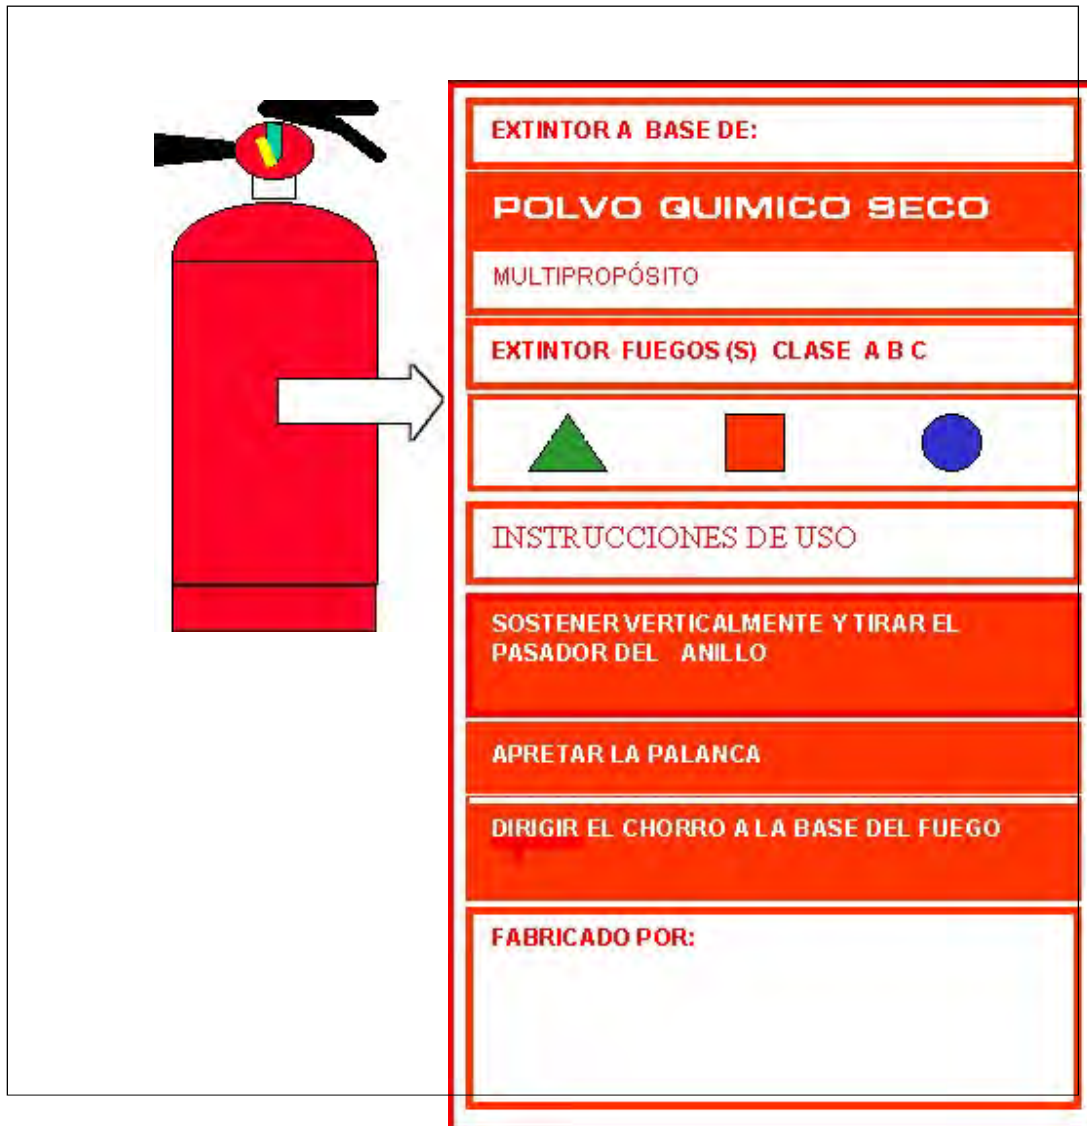 EXTINTOR A BASE DE:
POLVO QUIMICO SECO
MULTIPROPÓSITO
EXTINTOR FUEGOS (S) CLASE A B C
INSTRUCCIONES DE USO
SOSTENER VERTICALMENTE Y TIRAR EL
PASADOR DEL ANILLO
APRETAR LA PALANCA
DIRIGIR EL CHORRO A LA BASE DEL FUEGO
FABRICADO POR: